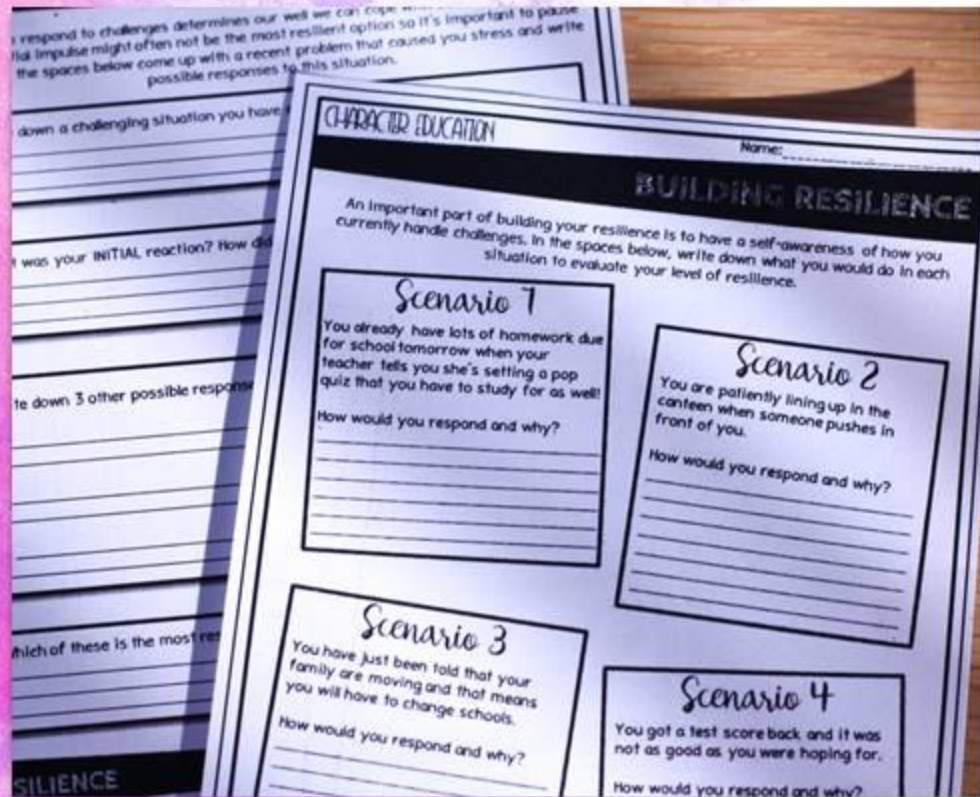 respond to challenges determines our well we can cope
tial impulse might often not be the most resilient option so it's important to pause
the spaces below come up with a recent problem that caused you stress and write
possible responses to this situation.
down a challenging situation you have
was your INITIAL reaction? How did
te down 3 other possible response
hich of these is the most res
SILIENCE
CHARACTER EDUCATION
Name:
BUILDING RESILIENCE
An important part of building your resilience is to have a self-awareness of how you
currently handle challenges. In the spaces below, write down what you would do in each
situation to evaluate your level of resilience.
Scenario 1
You already have lots of homework due
for school tomorrow when your
teacher tells you she's setting a pop
quiz that you have to study for as well!
How would you respond and why?
Scenario 2
You are patiently lining up in the
canteen when someone pushes in
front of you.
How would you respond and why?
Scenario 3
You have just been told that your
family are moving and that means
you will have to change schools.
How would you respond and why?
Scenario 4
You got a test score back and it was
not as good as you were hoping for.
How would you respond and why?